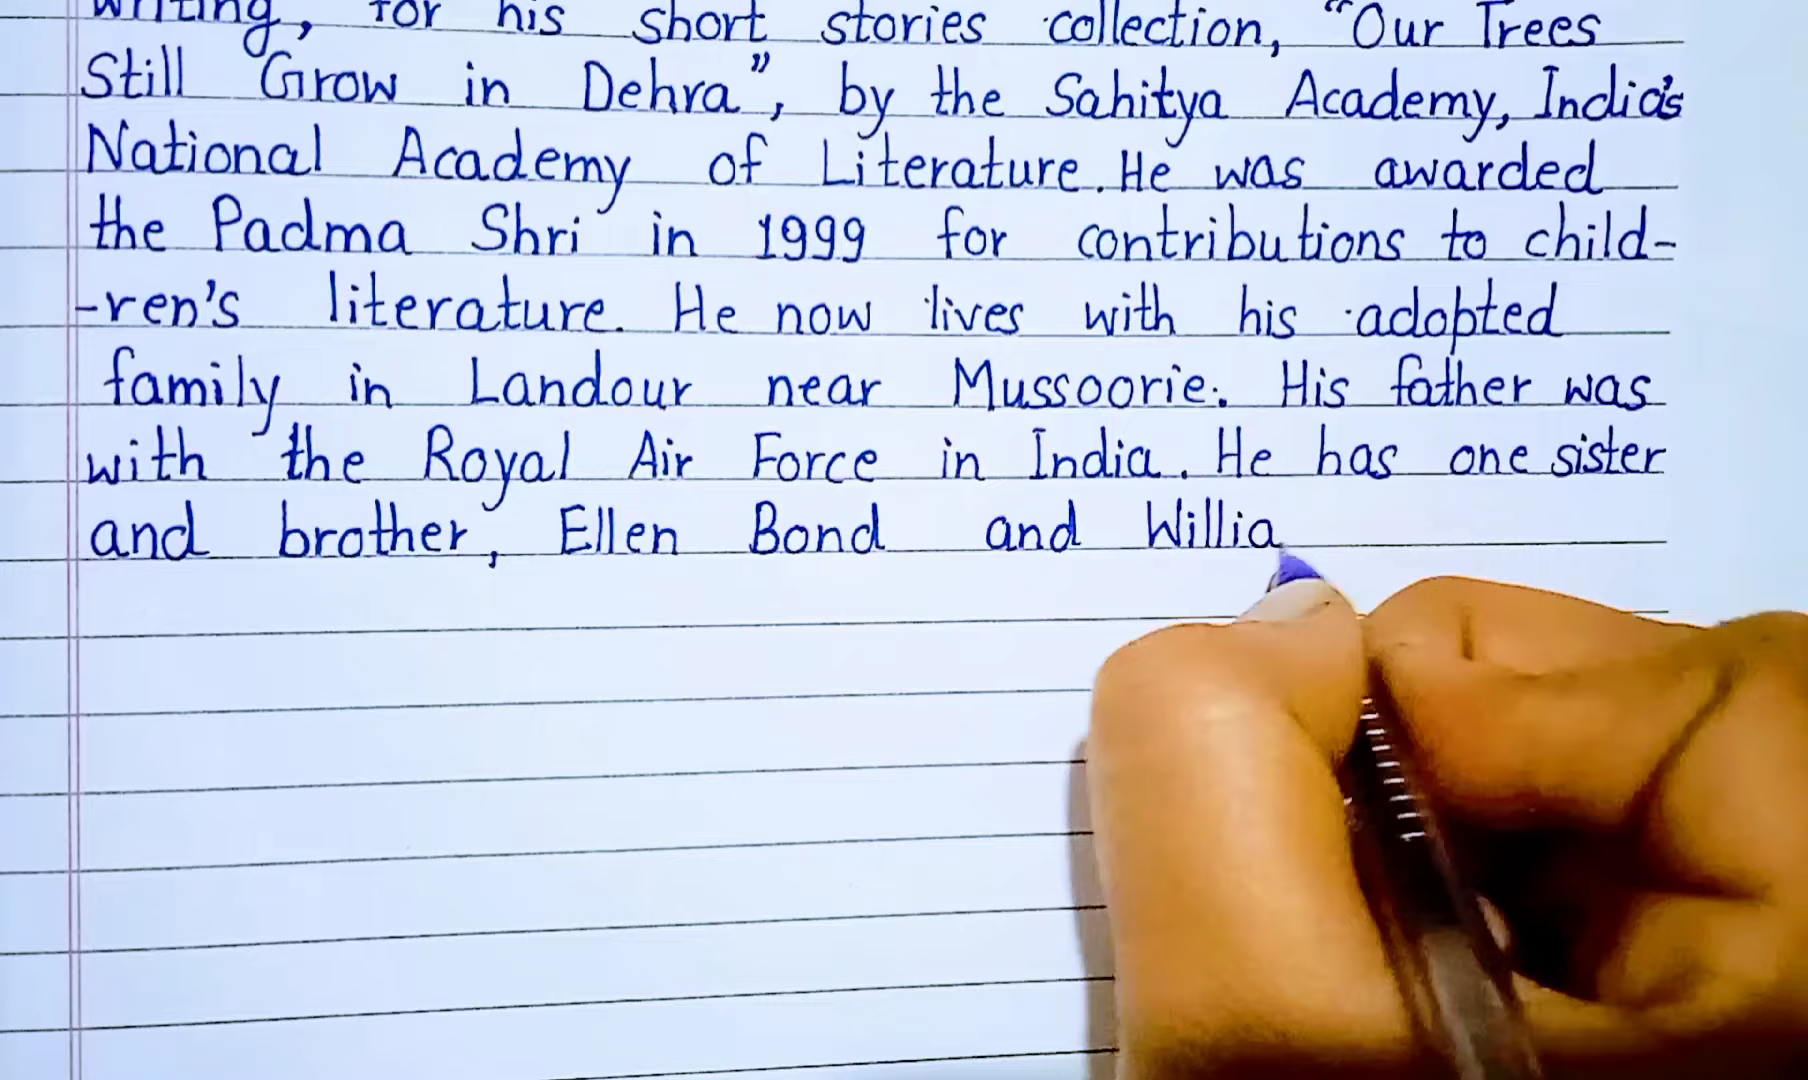 writing, for his short stories collection, "Our Trees
Still Grow in Dehra", by the Sahitya Academy, India's
National Academy of Literature. He was awarded
the Padma Shri in 1999 for contributions to child-
-ren's literature. He now lives with his adopted
family in Landour near Mussoorie. His father was
with the Royal Air Force in India. He has one sister
and brother, Ellen Bond and Willia